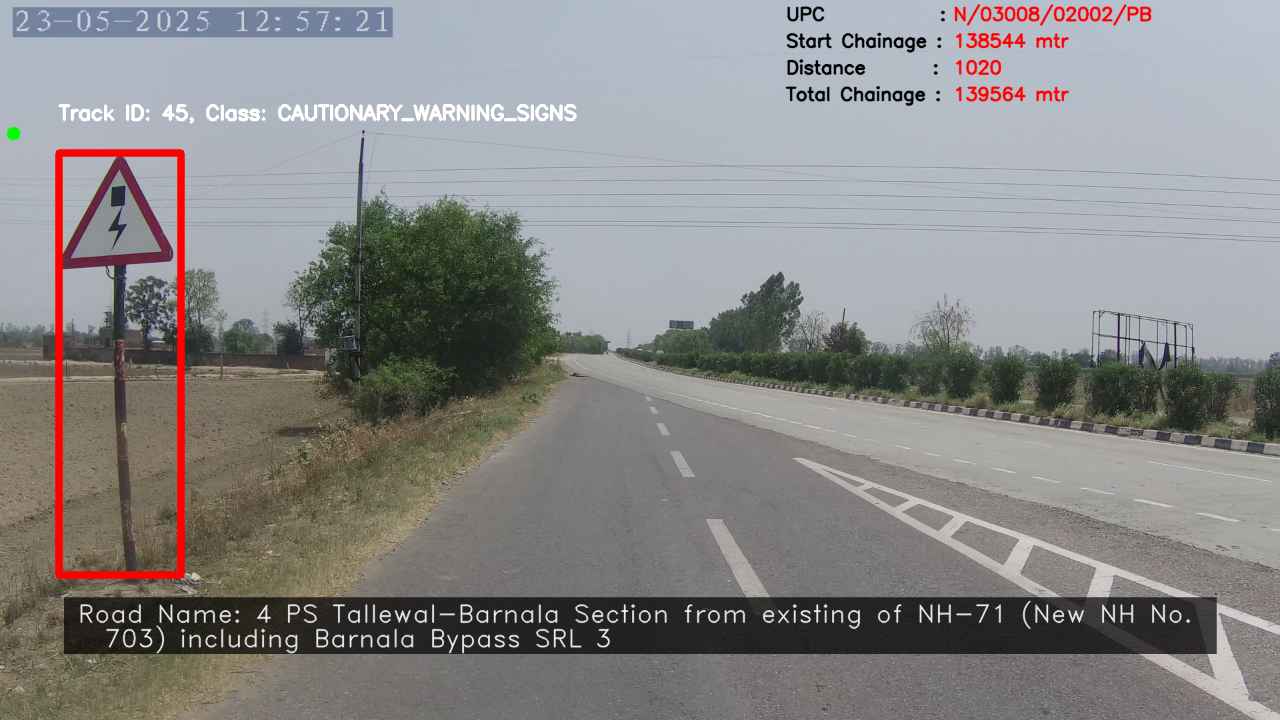 23-05-2025 12:57:21
UPC : N/03008/02002/PB
Start Chainage : 138544 mtr
Distance : 1020
Total Chainage : 139564 mtr
Track ID: 45, Class: CAUTIONARY_WARNING_SIGNS
Road Name: 4 PS Tallewal-Barnala Section from existing of NH-71 (New NH No.
703) including Barnala Bypass SRL 3